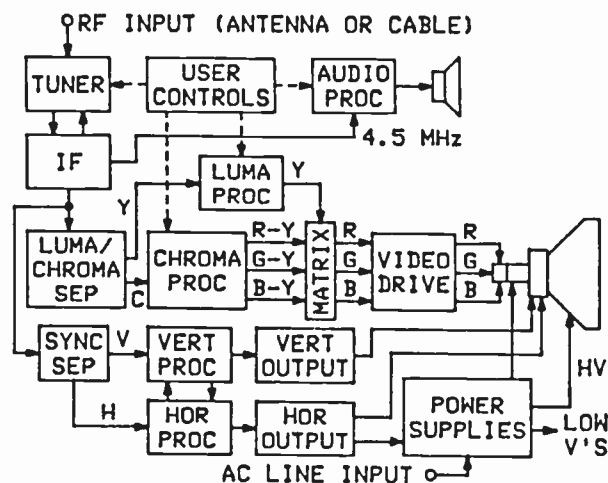 RF INPUT (ANTENNA OR CABLE)
TUNER
USER
CONTROLS
AUDIO
PROC
4.5 MHz
IF
LUMA
PROC
Y
Y
LUMA/
CHROMA
SEP
C
CHROMA
PROC
R-Y
G-Y
B-Y
MATRIX
R
G
B
VIDEO
DRIVE
R
G
B
SYNC
SEP
V
VERT
PROC
VERT
OUTPUT
H
HOR
PROC
HOR
OUTPUT
POWER
SUPPLIES
HV
LOW
V'S
AC LINE INPUT